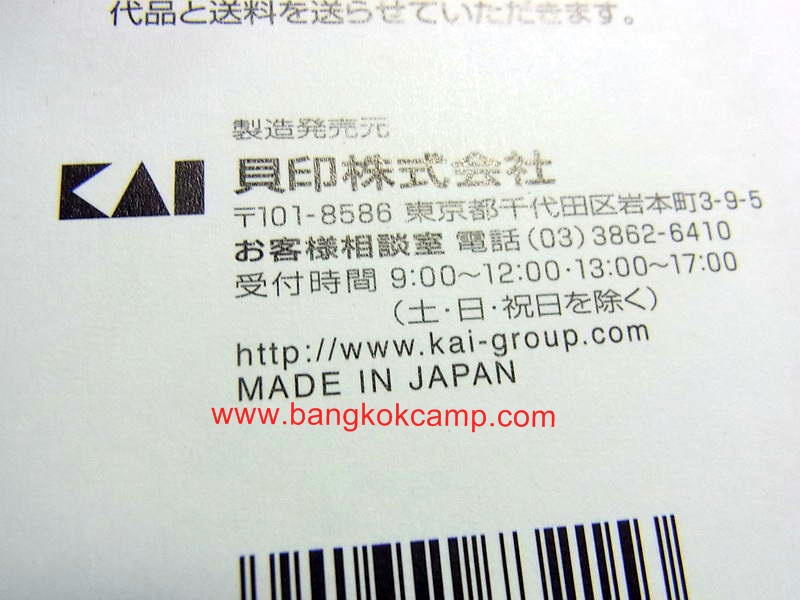 代品と送料を送らせていただきます。
製造発売元
KAI 貝印株式会社
〒101-8586 東京都千代田区岩本町3-9-5
お客様相談室 電話(03)3862-6410
受付時間 9:00〜12:00·13:00〜17:00
(土·日·祝日を除く)
http://www.kai-group.com
MADE IN JAPAN
www.bangkokcamp.com